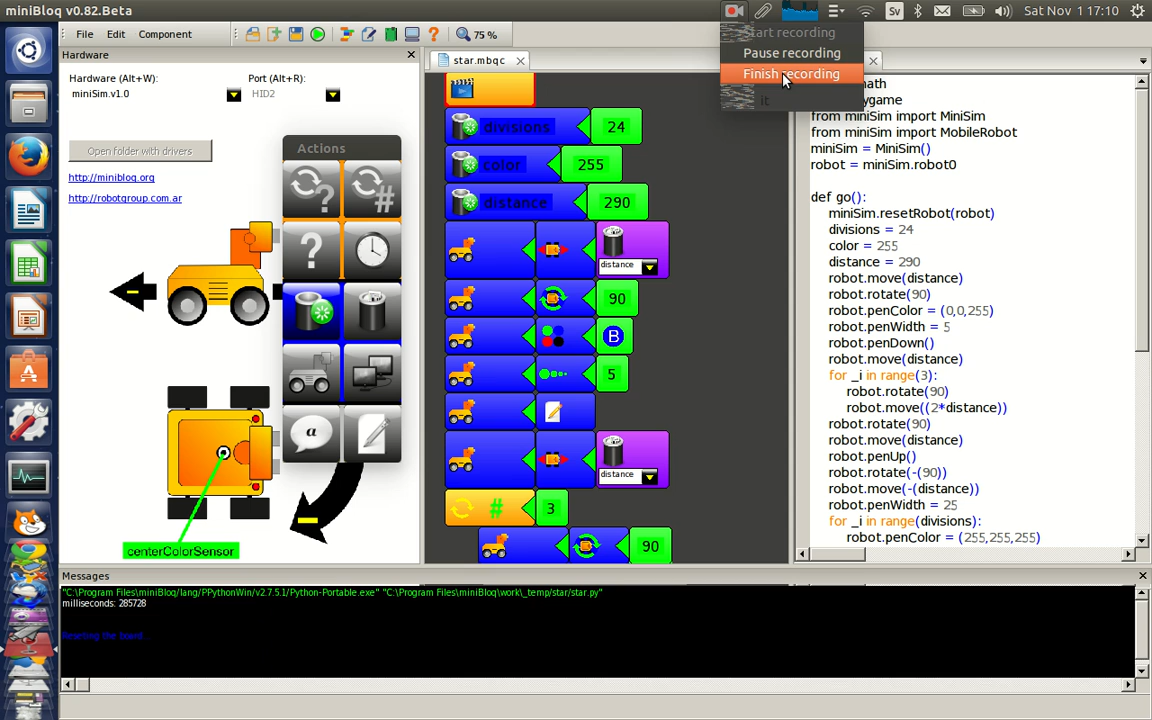 miniBloq v0.82.Beta
Sv
Sat Nov 1 17:10
File Edit Component
75 %
Start recording
Pause recording
Finish recording
it
Hardware
Hardware (Alt+W):
Port (Alt+R):
miniSim.v1.0
HID2
Open folder with drivers
http://minibloq.org
http://robotgroup.com.ar
centerColorSensor
Actions
?
#
?
a
star.mbqc
divisions
24
color
255
distance
290
distance
90
B
5
distance
#
3
90
from miniSim import MiniSim
from miniSim import MobileRobot
miniSim = MiniSim()
robot = miniSim.robot0
def go():
miniSim.resetRobot(robot)
divisions = 24
color = 255
distance = 290
robot.move(distance)
robot.rotate(90)
robot.penColor = (0,0,255)
robot.penWidth = 5
robot.penDown()
robot.move(distance)
for _i in range(3):
robot.rotate(90)
robot.move((2*distance))
robot.rotate(90)
robot.move(distance)
robot.penUp()
robot.rotate(-(90))
robot.move(-(distance))
robot.penWidth = 25
for _i in range(divisions):
robot.penColor = (255,255,255)
Messages
"C:\Program Files\miniBloq/lang/PPythonWin/v2.7.5.1/Python-Portable.exe" "C:\Program Files\miniBloq\work\_temp/star/star.py"
milliseconds: 285728
Reseting the board...